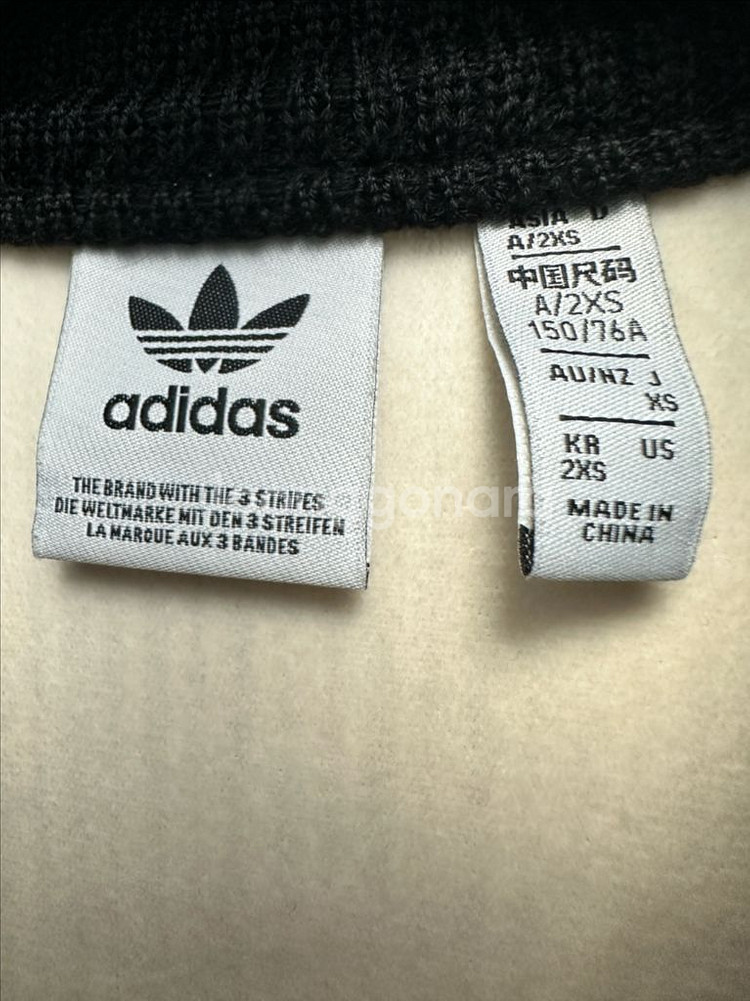 adidas
THE BRAND WITH THE 3 STRIPES
DIE WELTMARKE MIT DEN 3 STREIFEN
LA MARQUE AUX 3 BANDES
ASIA D
A/2XS
中国尺码
A/2XS
150/76A
AU/NZ J
XS
KR US
2XS
MADE IN
CHINA